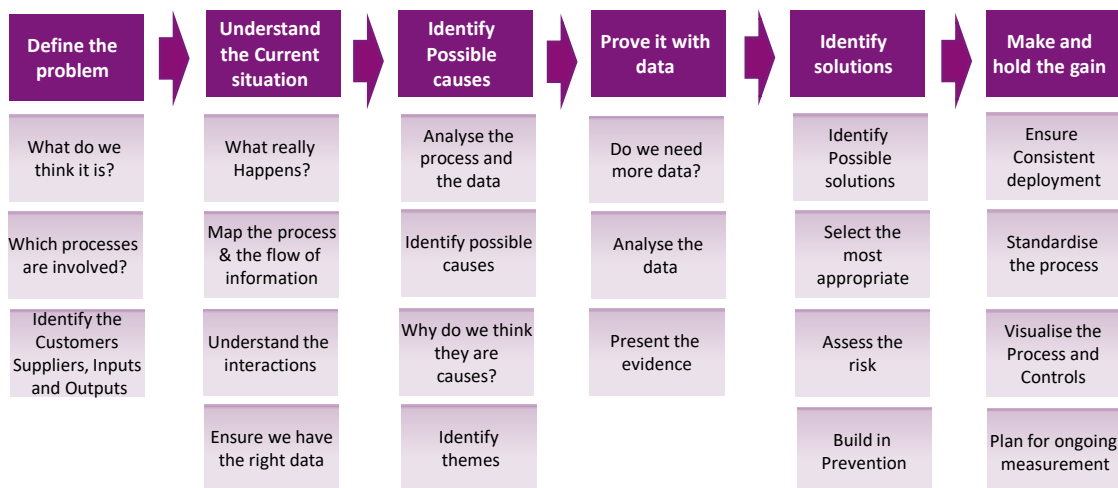 Define the
problem
Understand
the Current
situation
Identify
Possible
causes
Prove it with
data
Identify
solutions
Make and
hold the gain
What do we
think it is?
Which processes
are involved?
Identify the
Customers
Suppliers, Inputs
and Outputs
What really
Happens?
Map the process
& the flow of
information
Understand the
interactions
Ensure we have
the right data
Analyse the
process and
the data
Identify possible
causes
Why do we think
they are
causes?
Identify
themes
Do we need
more data?
Analyse the
data
Present the
evidence
Identify
Possible
solutions
Select the
most
appropriate
Assess the
risk
Build in
Prevention
Ensure
Consistent
deployment
Standardise
the process
Visualise the
Process and
Controls
Plan for ongoing
measurement